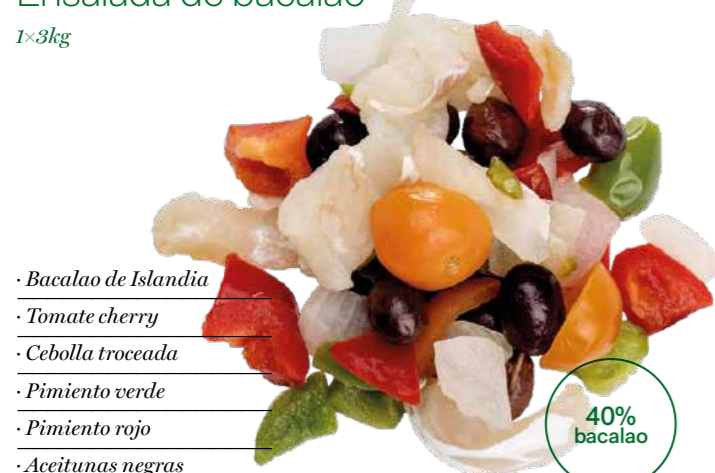 Ensalada de bacalao
1×3kg
· Bacalao de Islandia
· Tomate cherry
· Cebolla troceada
· Pimiento verde
· Pimiento rojo
· Aceitunas negras
40%
bacalao